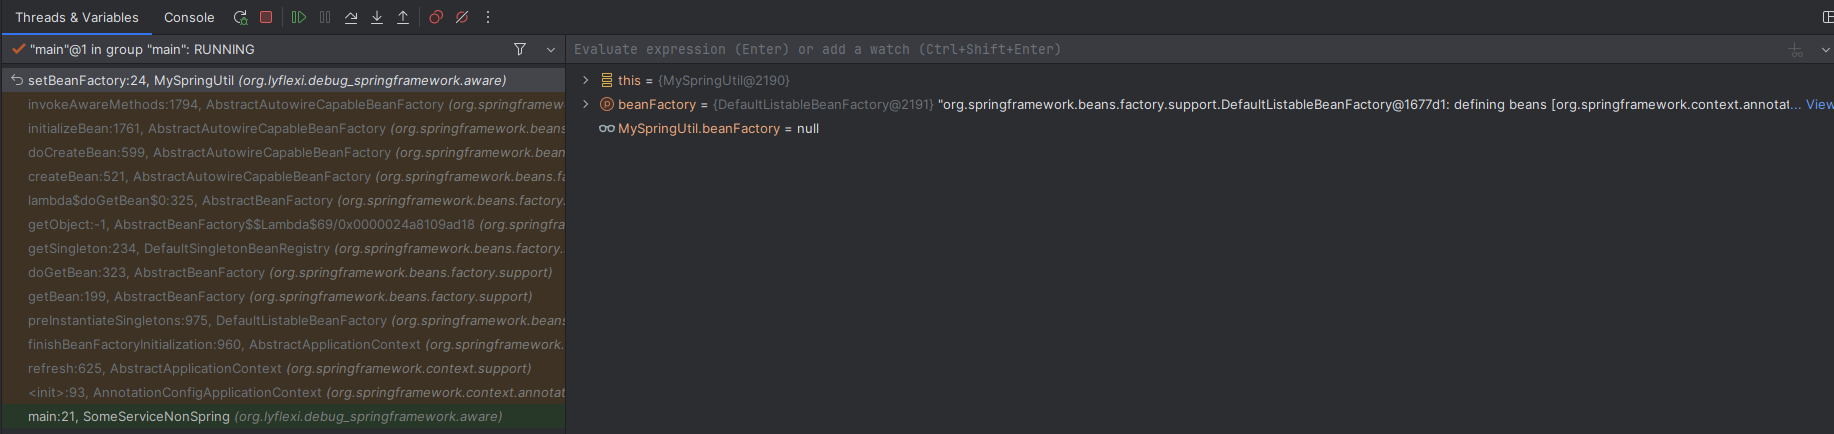 Threads & Variables Console
"main"@1 in group "main": RUNNING
Evaluate expression (Enter) or add a watch (Ctrl+Shift+Enter)
setBeanFactory:24, MySpringUtil (org.lyflexi.debug_springframework.aware)
invokeAwareMethods:1794, AbstractAutowireCapableBeanFactory (org.springframew
initializeBean:1761, AbstractAutowireCapableBeanFactory (org.springframework.beans
doCreateBean:599, AbstractAutowireCapableBeanFactory (org.springframework.bean
createBean:521, AbstractAutowireCapableBeanFactory (org.springframework.beans.fa
lambda$doGetBean$0:325, AbstractBeanFactory (org.springframework.beans.factory.
getObject:-1, AbstractBeanFactory$$Lambda$69/0x0000024a8109ad18 (org.springfra
getSingleton:234, DefaultSingletonBeanRegistry (org.springframework.beans.factory.
doGetBean:323, AbstractBeanFactory (org.springframework.beans.factory.support)
getBean:199, AbstractBeanFactory (org.springframework.beans.factory.support)
preInstantiateSingletons:975, DefaultListableBeanFactory (org.springframework.beans
finishBeanFactoryInitialization:960, AbstractApplicationContext (org.springframework.
refresh:625, AbstractApplicationContext (org.springframework.context.support)
<init>:93, AnnotationConfigApplicationContext (org.springframework.context.annotat
main:21, SomeServiceNonSpring (org.lyflexi.debug_springframework.aware)
this = {MySpringUtil@2190}
beanFactory = {DefaultListableBeanFactory@2191} "org.springframework.beans.factory.support.DefaultListableBeanFactory@1677d1: defining beans [org.springframework.context.annotat... View
MySpringUtil.beanFactory = null